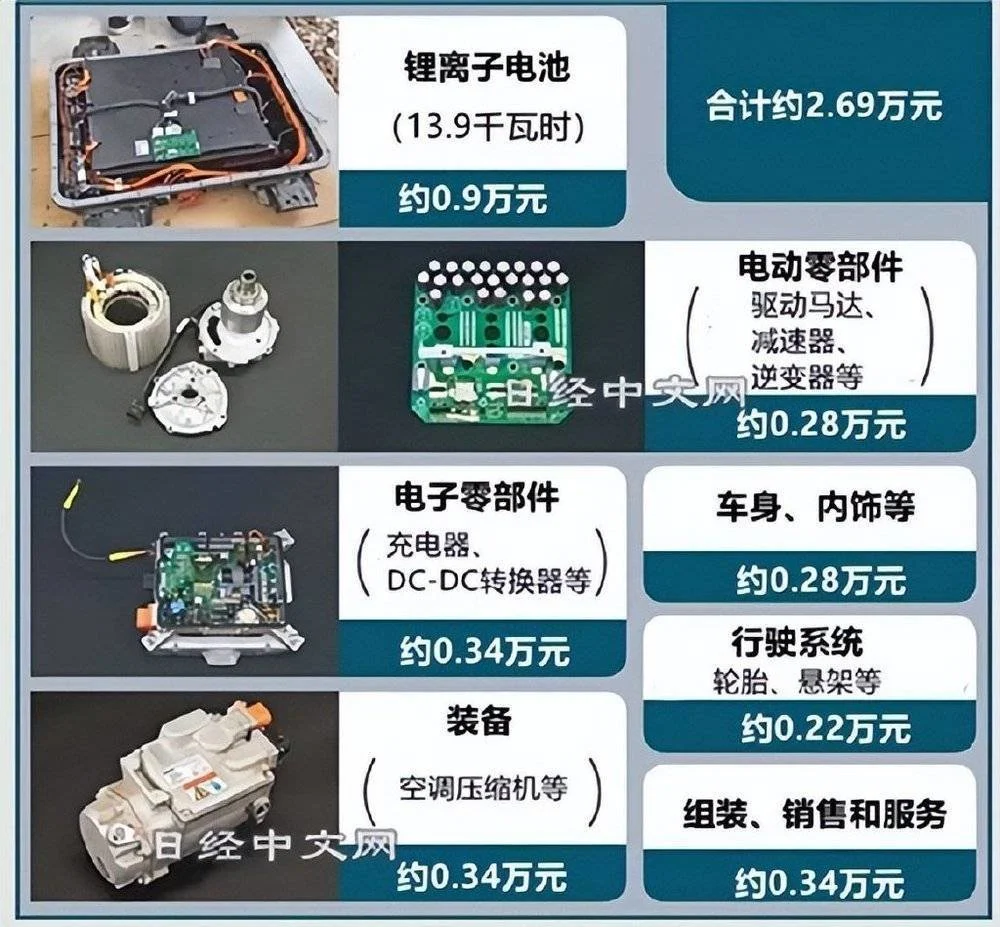 锂离子电池
(13.9千瓦时)
约0.9万元
合计约2.69万元
电动零部件
(驱动马达、
减速器、
逆变器等)
约0.28万元
日经中文网
电子零部件
(充电器、
DC-DC转换器等)
约0.34万元
车身、内饰等
约0.28万元
行驶系统
轮胎、悬架等
约0.22万元
装备
(空调压缩机等)
约0.34万元
日经中文网
组装、销售和服务
约0.34万元